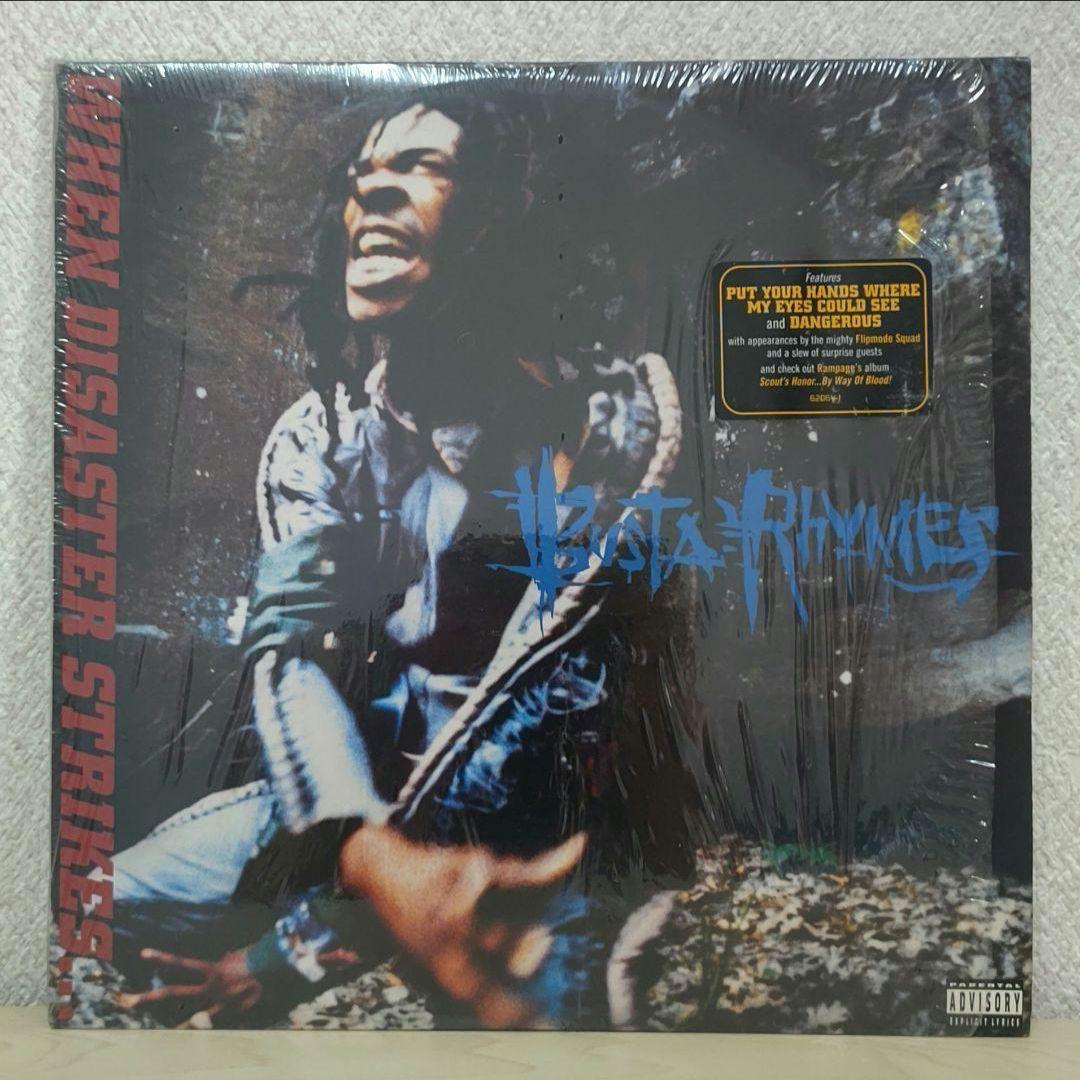 WHEN DISASTER STRIKES...
Features
PUT YOUR HANDS WHERE
MY EYES COULD SEE
and DANGEROUS
with appearances by the mighty Flipmode Squad
and a slew of surprise guests
and check out Rampage's album
Scout's Honor...By Way Of Blood!
62064-1
BUSTA RHYMES
PARENTAL
ADVISORY
EXPLICIT LYRICS